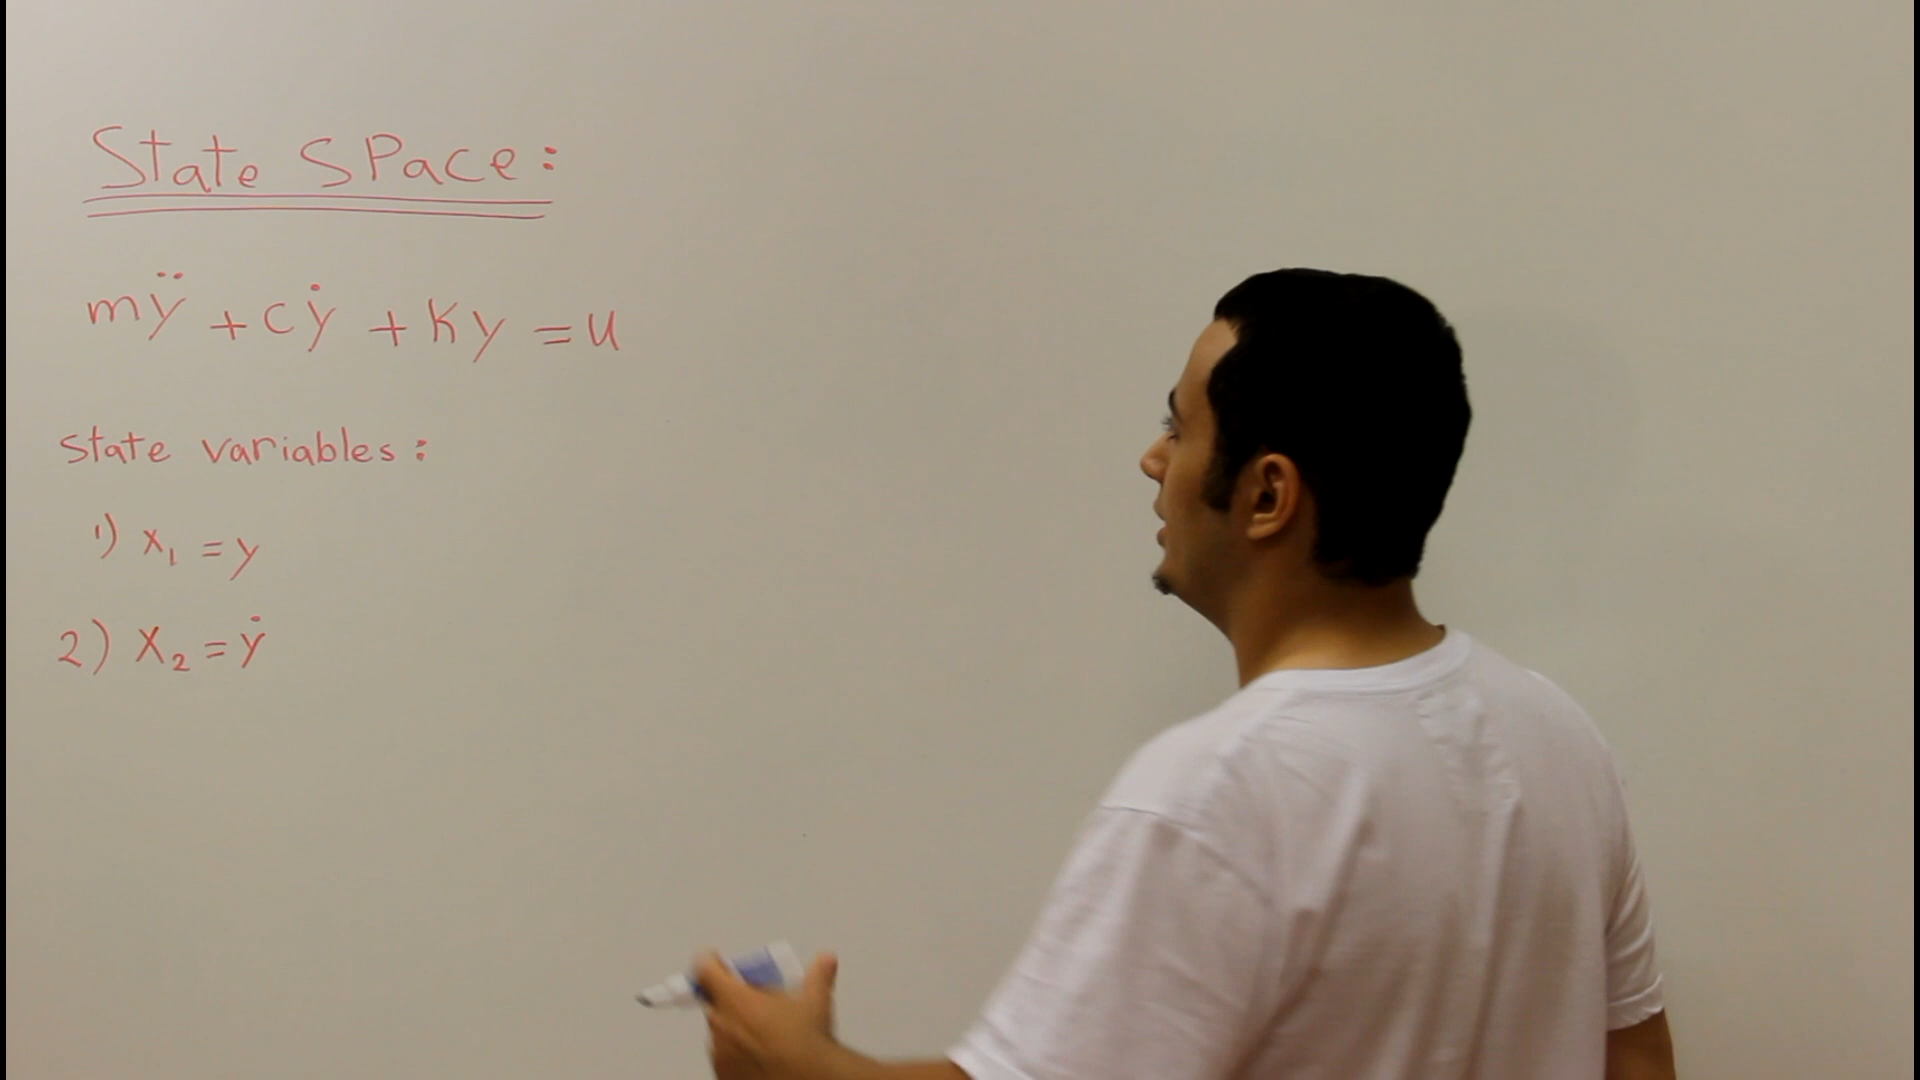 State Space:
mÿ + cẏ + Ky = u
State variables:
1) x₁ = y
2) x₂ = ẏ